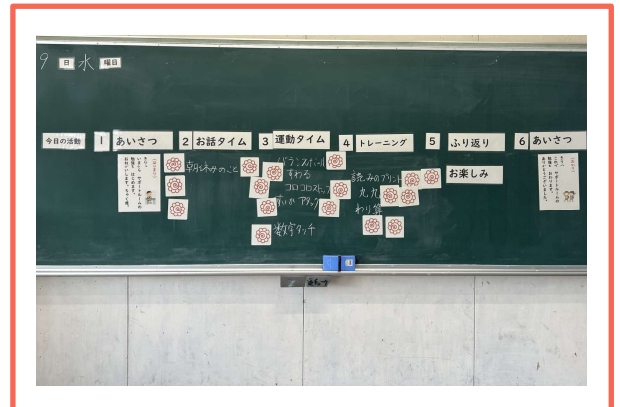 9 日 水 曜日
今日の活動
1 あいさつ
2 お話タイム
朝休みのこと
3 運動タイム
バランスボール
すわる
コロコロストップ
すいか アタック
数字タッチ
4 トレーニング
読みのプリント
九九
わり算
5 ふり返り
お楽しみ
6 あいさつ